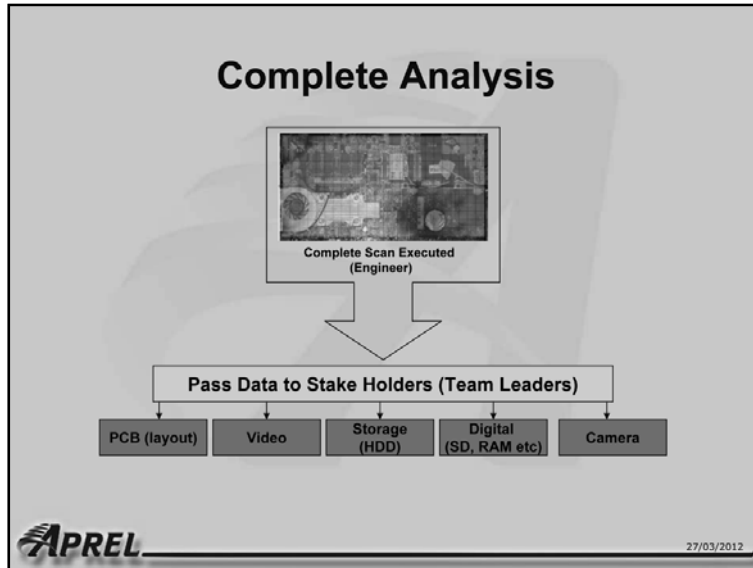 Complete Analysis
Complete Scan Executed
(Engineer)
Pass Data to Stake Holders (Team Leaders)
PCB (layout)
Video
Storage
(HDD)
Digital
(SD, RAM etc)
Camera
APREL
27/03/2012